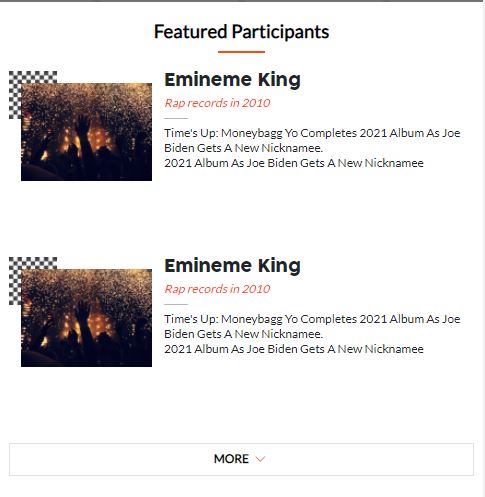 Featured Participants
Emineme King
Rap records in 2010
Time's Up: Moneybagg Yo Completes 2021 Album As Joe
Biden Gets A New Nicknamee.
2021 Album As Joe Biden Gets A New Nicknamee
Emineme King
Rap records in 2010
Time's Up: Moneybagg Yo Completes 2021 Album As Joe
Biden Gets A New Nicknamee.
2021 Album As Joe Biden Gets A New Nicknamee
MORE